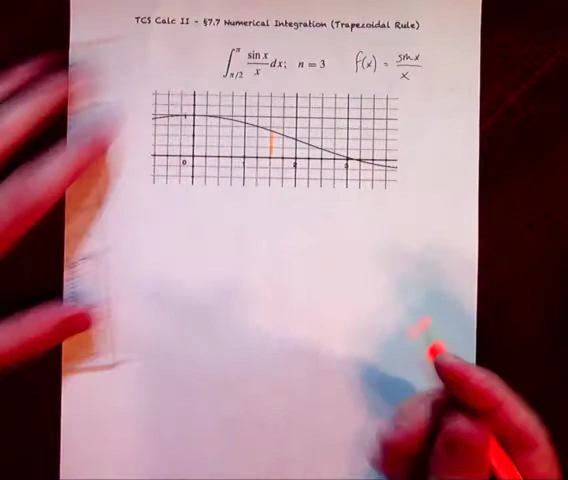 TCS Calc II - §7.7 Numerical Integration (Trapezoidal Rule)
∫_{π/2}^{π} sin x / x dx; n = 3 f(x) = sin x / x
1
0 1 2 3